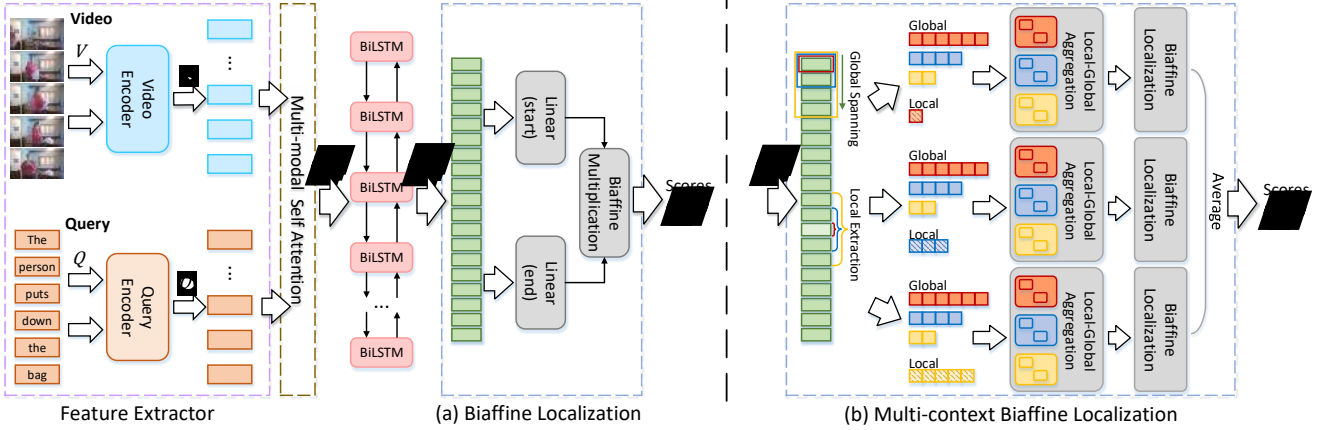 Video
V
Video
Encoder
Query
The
person
puts
down
the
bag
Q
Query
Encoder
Feature Extractor
Multi-modal Self Attention
BiLSTM
BiLSTM
BiLSTM
BiLSTM
...
BiLSTM
Linear
(start)
Linear
(end)
Biaffine
Multiplication
Scores
(a) Biaffine Localization
Global Spanning
Local Extraction
Global
Local
Local-Global
Aggregation
Biaffine
Localization
Global
Local
Local-Global
Aggregation
Biaffine
Localization
Global
Local
Local-Global
Aggregation
Biaffine
Localization
Average
Scores
(b) Multi-context Biaffine Localization